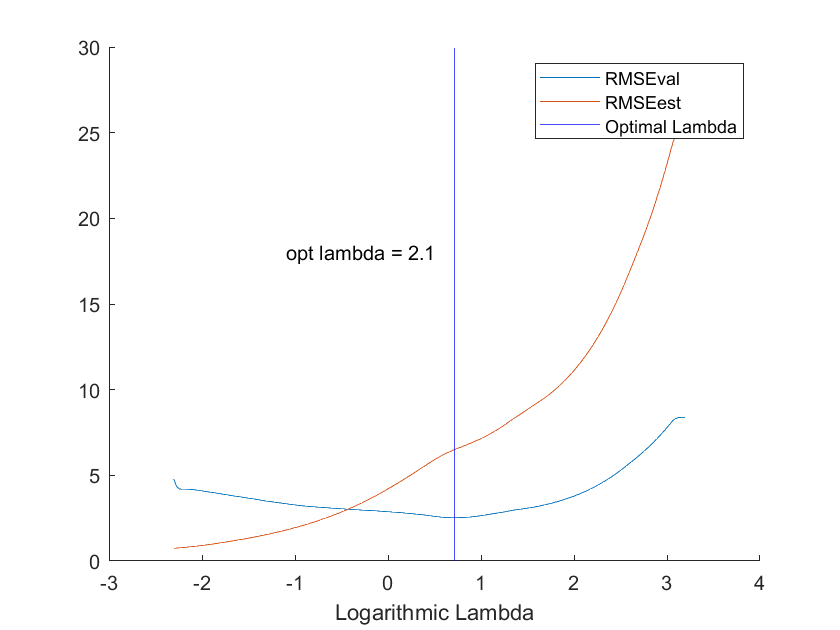 30
25
20
15
10
5
0
RMSEval
RMSEest
Optimal Lambda
opt lambda = 2.1
-3 -2 -1 0 1 2 3 4
Logarithmic Lambda